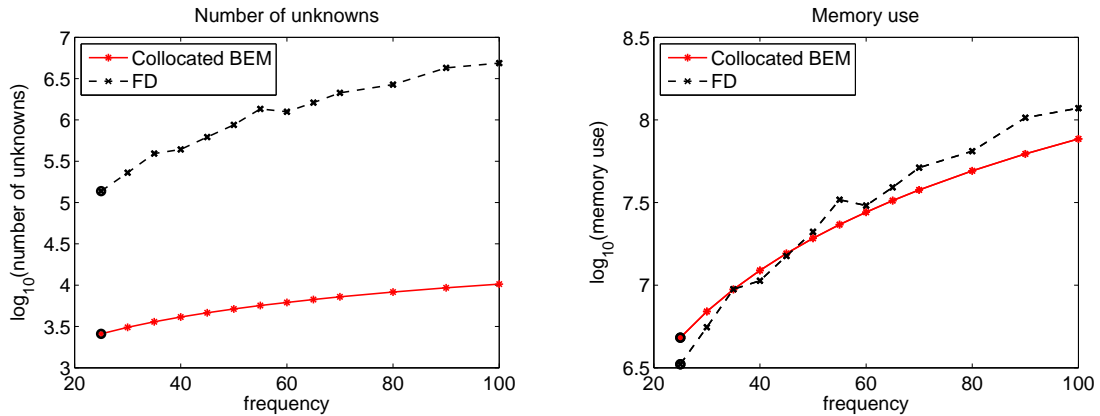 Number of unknowns
7
6.5
6
5.5
5
4.5
4
3.5
3
20 40 60 80 100
frequency
log10(number of unknowns)
Collocated BEM
FD
Memory use
8.5
8
7.5
7
6.5
20 40 60 80 100
frequency
log10(memory use)
Collocated BEM
FD